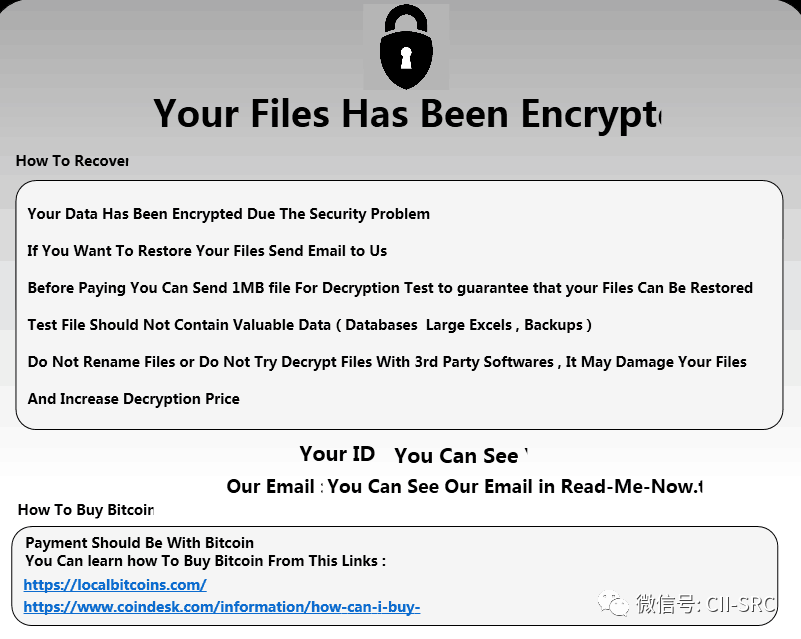 Your Files Has Been Encrypte
How To Recover
Your Data Has Been Encrypted Due The Security Problem
If You Want To Restore Your Files Send Email to Us
Before Paying You Can Send 1MB file For Decryption Test to guarantee that your Files Can Be Restored
Test File Should Not Contain Valuable Data ( Databases Large Excels , Backups )
Do Not Rename Files or Do Not Try Decrypt Files With 3rd Party Softwares , It May Damage Your Files
And Increase Decryption Price
Your ID You Can See
Our Email : You Can See Our Email in Read-Me-Now.t
How To Buy Bitcoin
Payment Should Be With Bitcoin
You Can learn how To Buy Bitcoin From This Links :
https://localbitcoins.com/
https://www.coindesk.com/information/how-can-i-buy-
微信号: CII-SRC